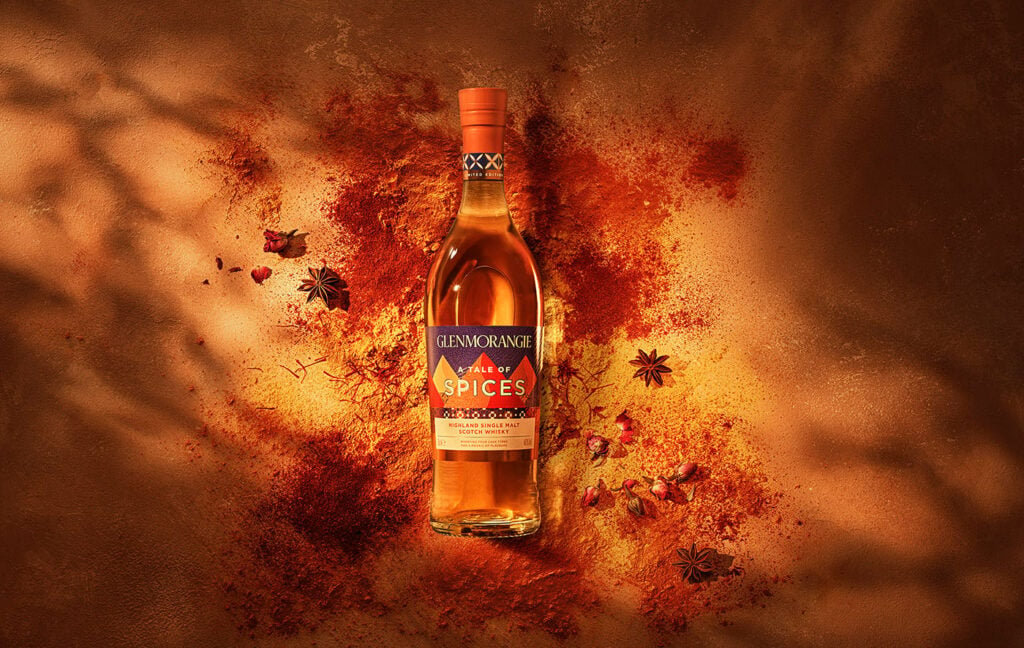 LIMITED EDITION
GLENMORANGIE
A TALE OF
SPICES
HIGHLAND SINGLE MALT
SCOTCH WHISKY